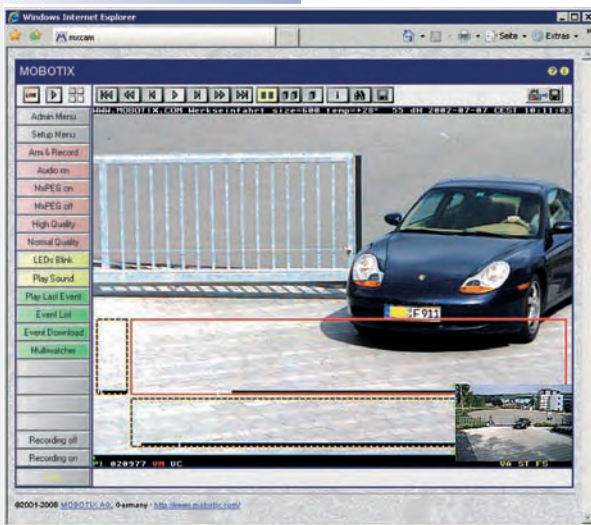 Windows Internet Explorer
mxcam
Seite
Extras
MOBOTIX
LIVE
WWW.MOBOTIX.COM Werkseinfahrt size=600 temp=+28° 55 dH 2002-07-07 CEST 10:11:03
Admin Menu
Setup Menu
Arm & Record
Audio on
MxPEG on
MxPEG off
High Quality
Normal Quality
LEDs Blink
Play Sound
Play Last Event
Event List
Event Download
Multiwatcher
Recording off
Recording on
F 911
PI 020977 VM UC
VA ST FS
©2001-2008 MOBOTIX AG, Germany · http://www.mobotix.com/